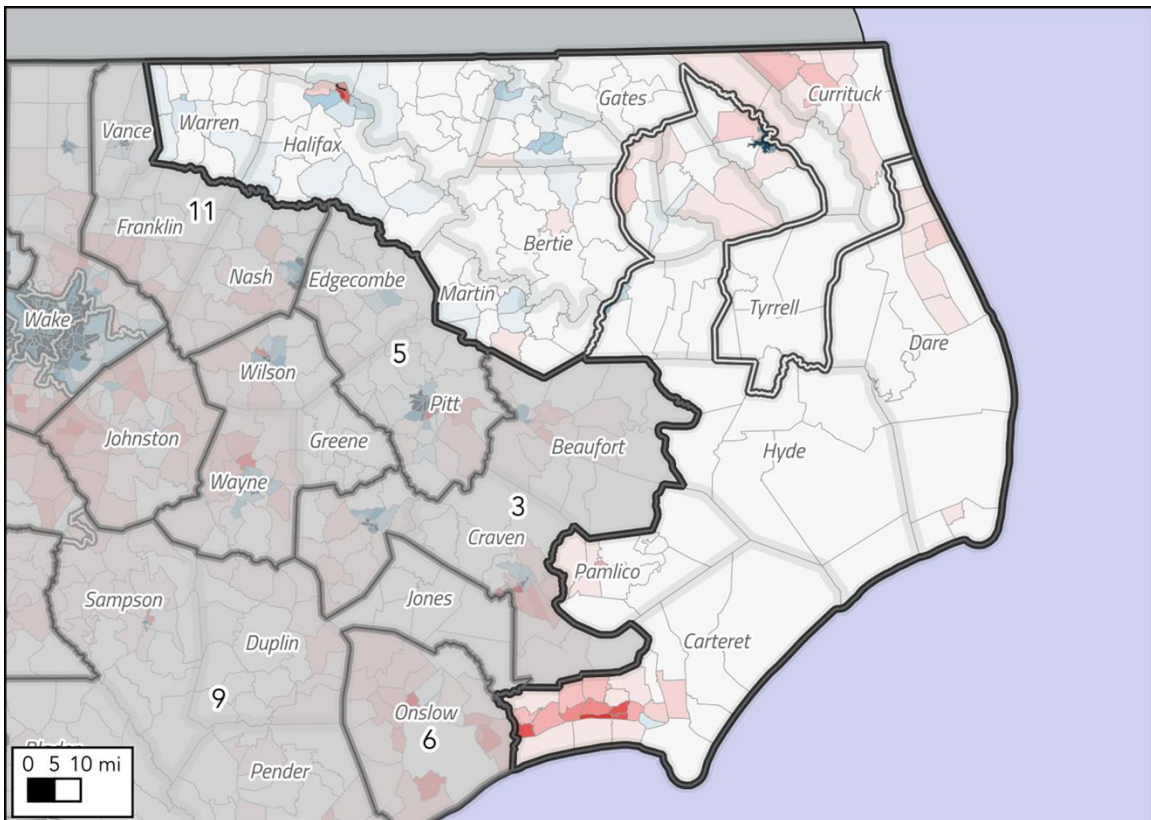 Gates
Currituck
Vance
Warren
Halifax
11
Franklin
Bertie
Nash
Edgecombe
Martin
Tyrrell
Wake
Dare
5
Wilson
Pitt
Johnston
Greene
Beaufort
Hyde
Wayne
3
Craven
Pamlico
Sampson
Jones
Duplin
Carteret
9
Onslow
6
Bladen
0 5 10 mi
Pender